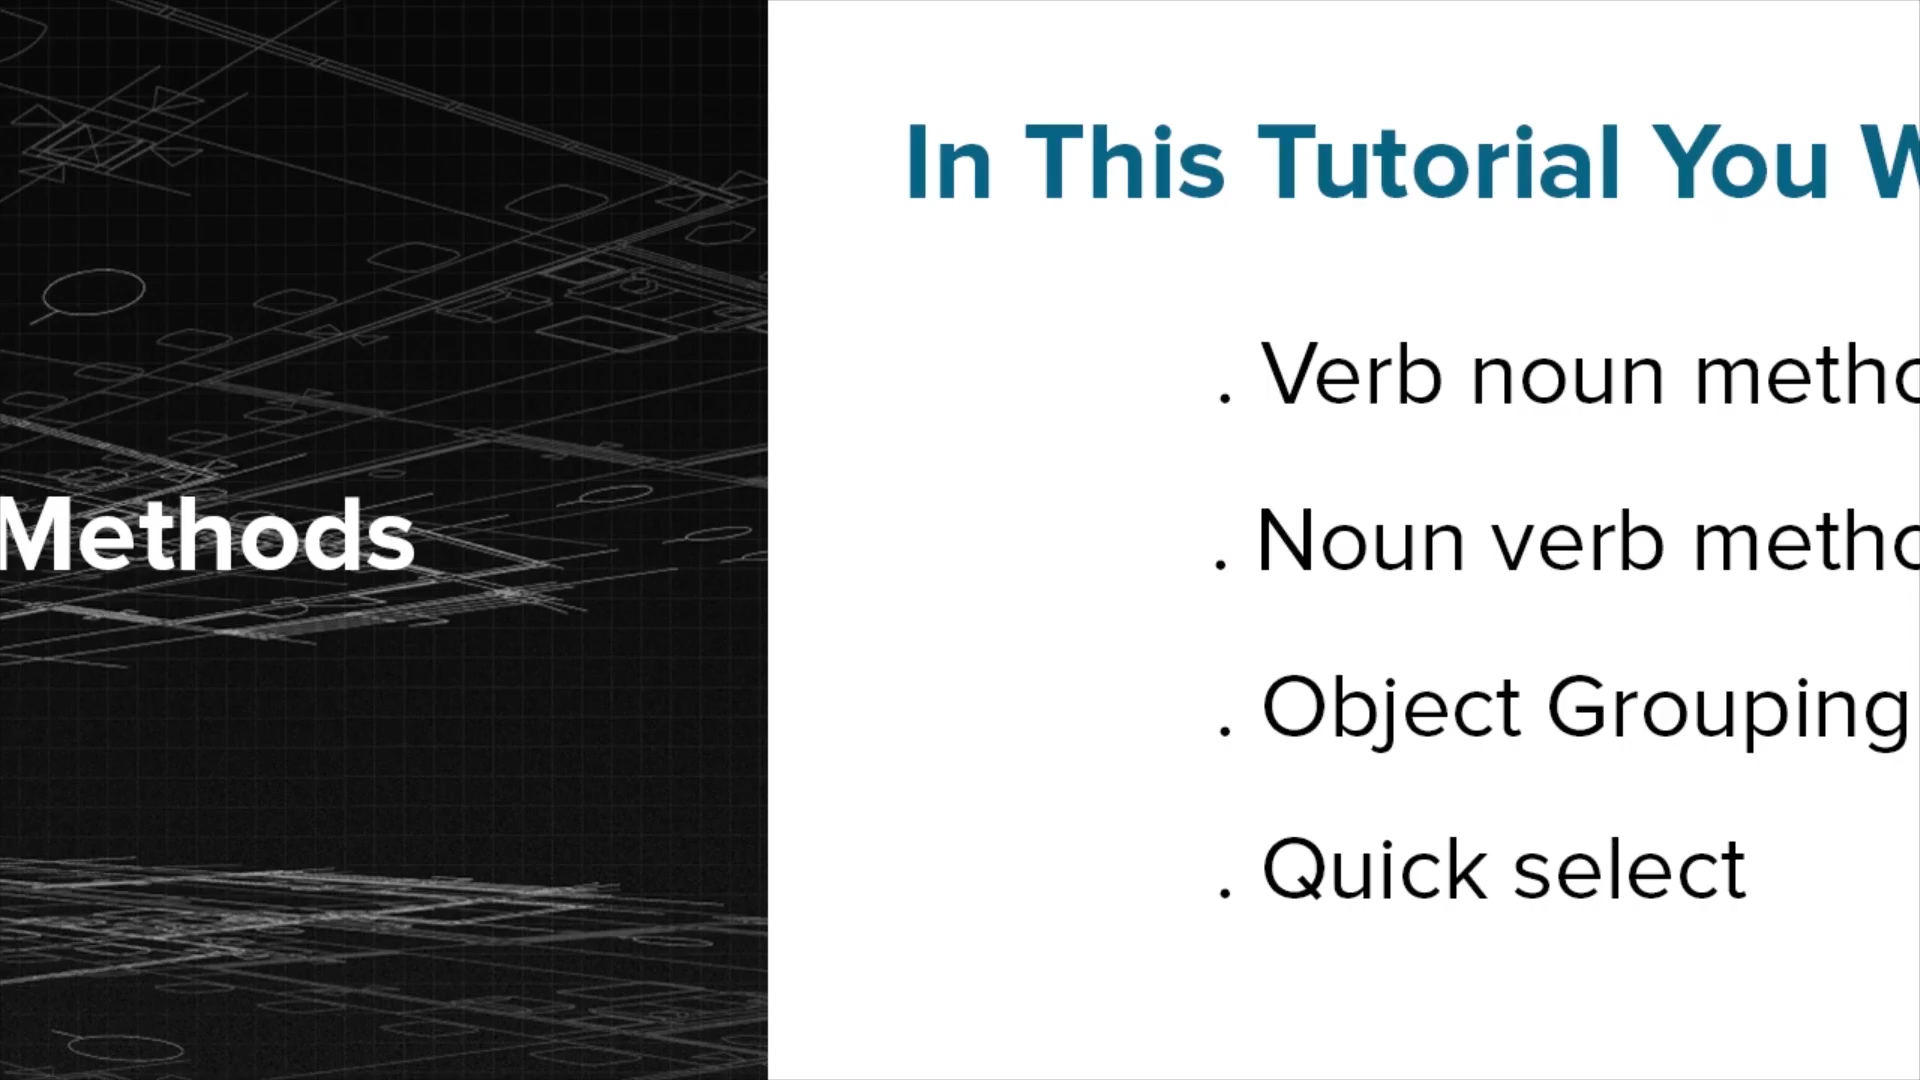 Methods
In This Tutorial You
. Verb noun
. Noun verb
. Object Grouping
. Quick select